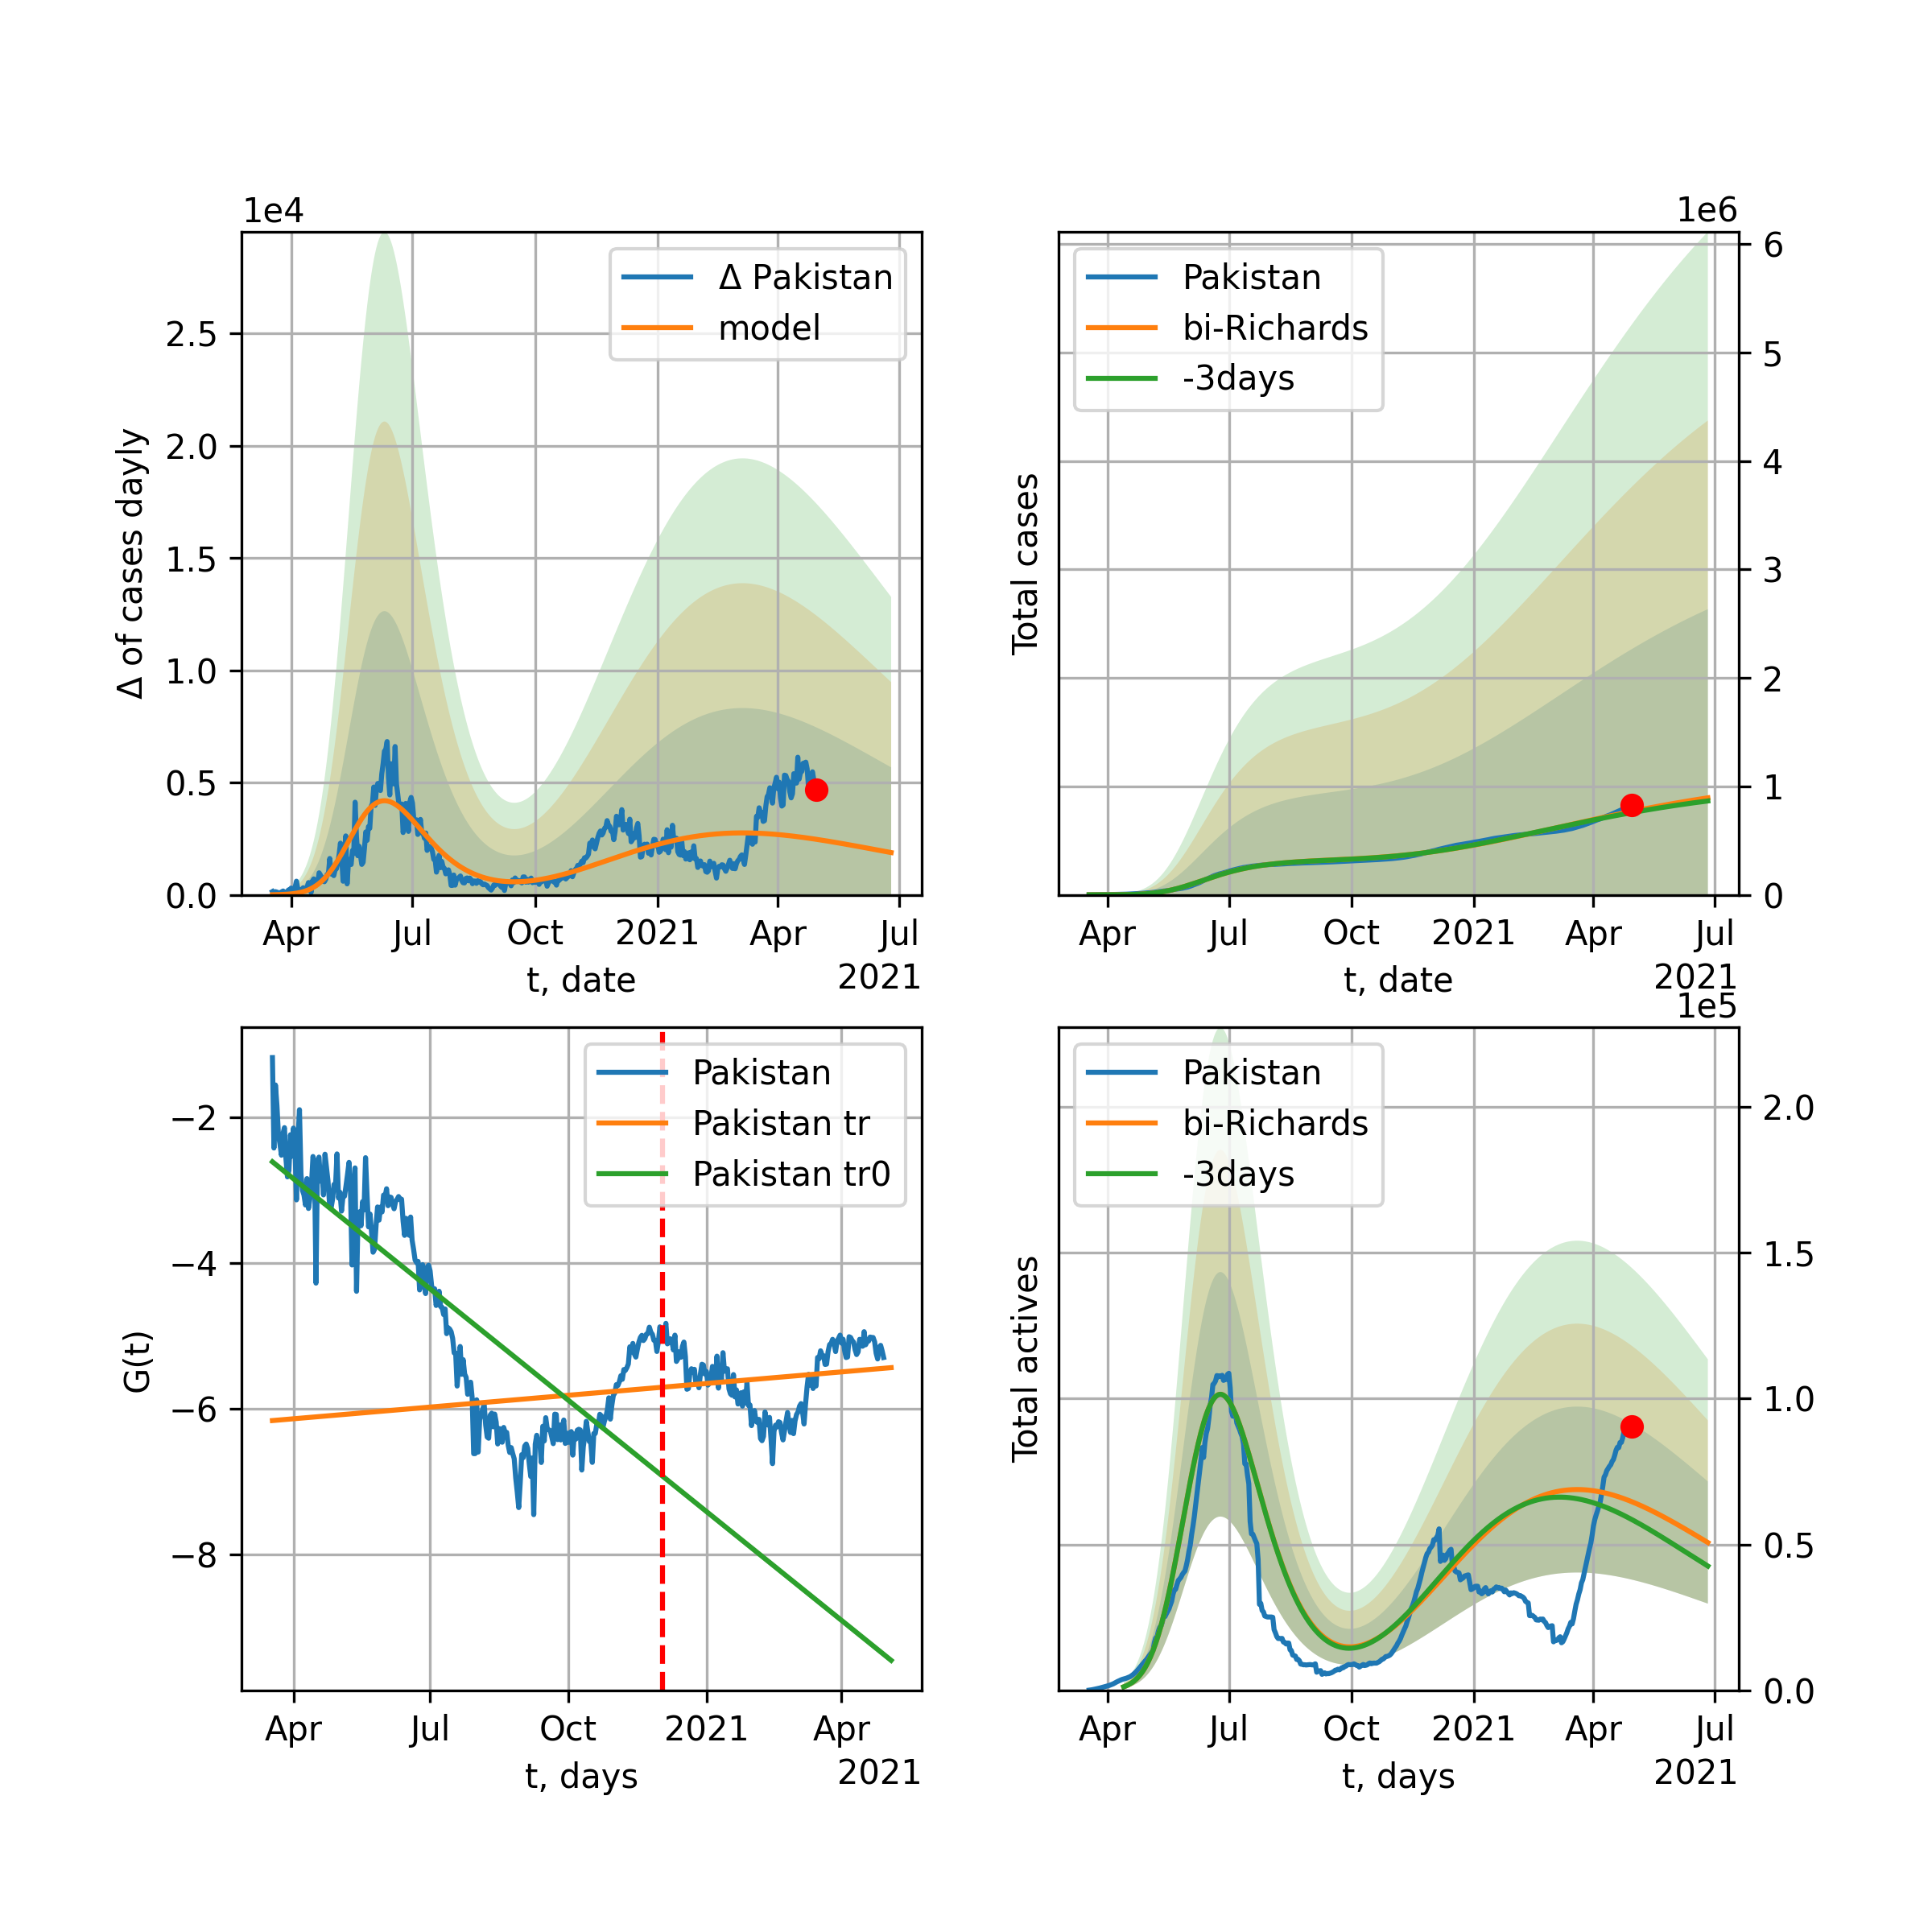 1e4
Δ of cases dayly
2.5
2.0
1.5
1.0
0.5
0.0
Δ Pakistan
model
Apr
Jul
Oct
2021
Apr
Jul
t, date
2021
1e6
Total cases
Pakistan
bi-Richards
-3days
6
5
4
3
2
1
0
Apr
Jul
Oct
2021
Apr
Jul
t, date
2021
G(t)
−2
−4
−6
−8
Pakistan
Pakistan tr
Pakistan tr0
Apr
Jul
Oct
2021
Apr
t, days
2021
1e5
Total actives
Pakistan
bi-Richards
-3days
2.0
1.5
1.0
0.5
0.0
Apr
Jul
Oct
2021
Apr
Jul
t, days
2021